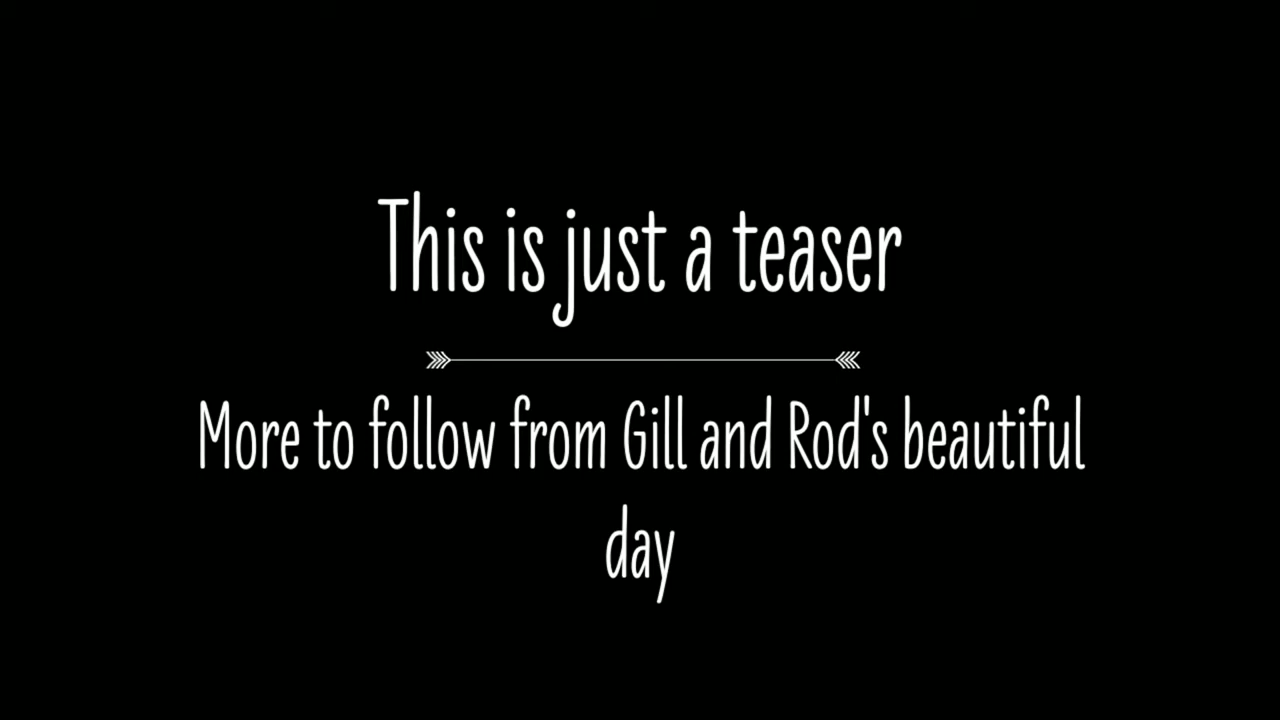 This is just a teaser
More to follow from Gill and Rod's beautiful
day